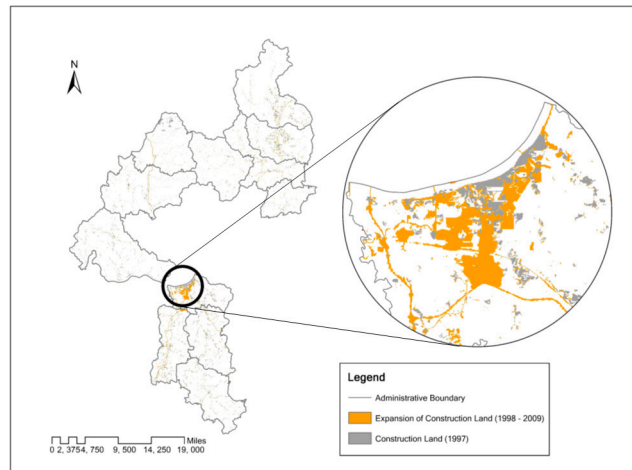 N
Legend
Administrative Boundary
Expansion of Construction Land (1998 - 2009)
Construction Land (1997)
Miles
0 2,3754,750 9,500 14,250 19,000